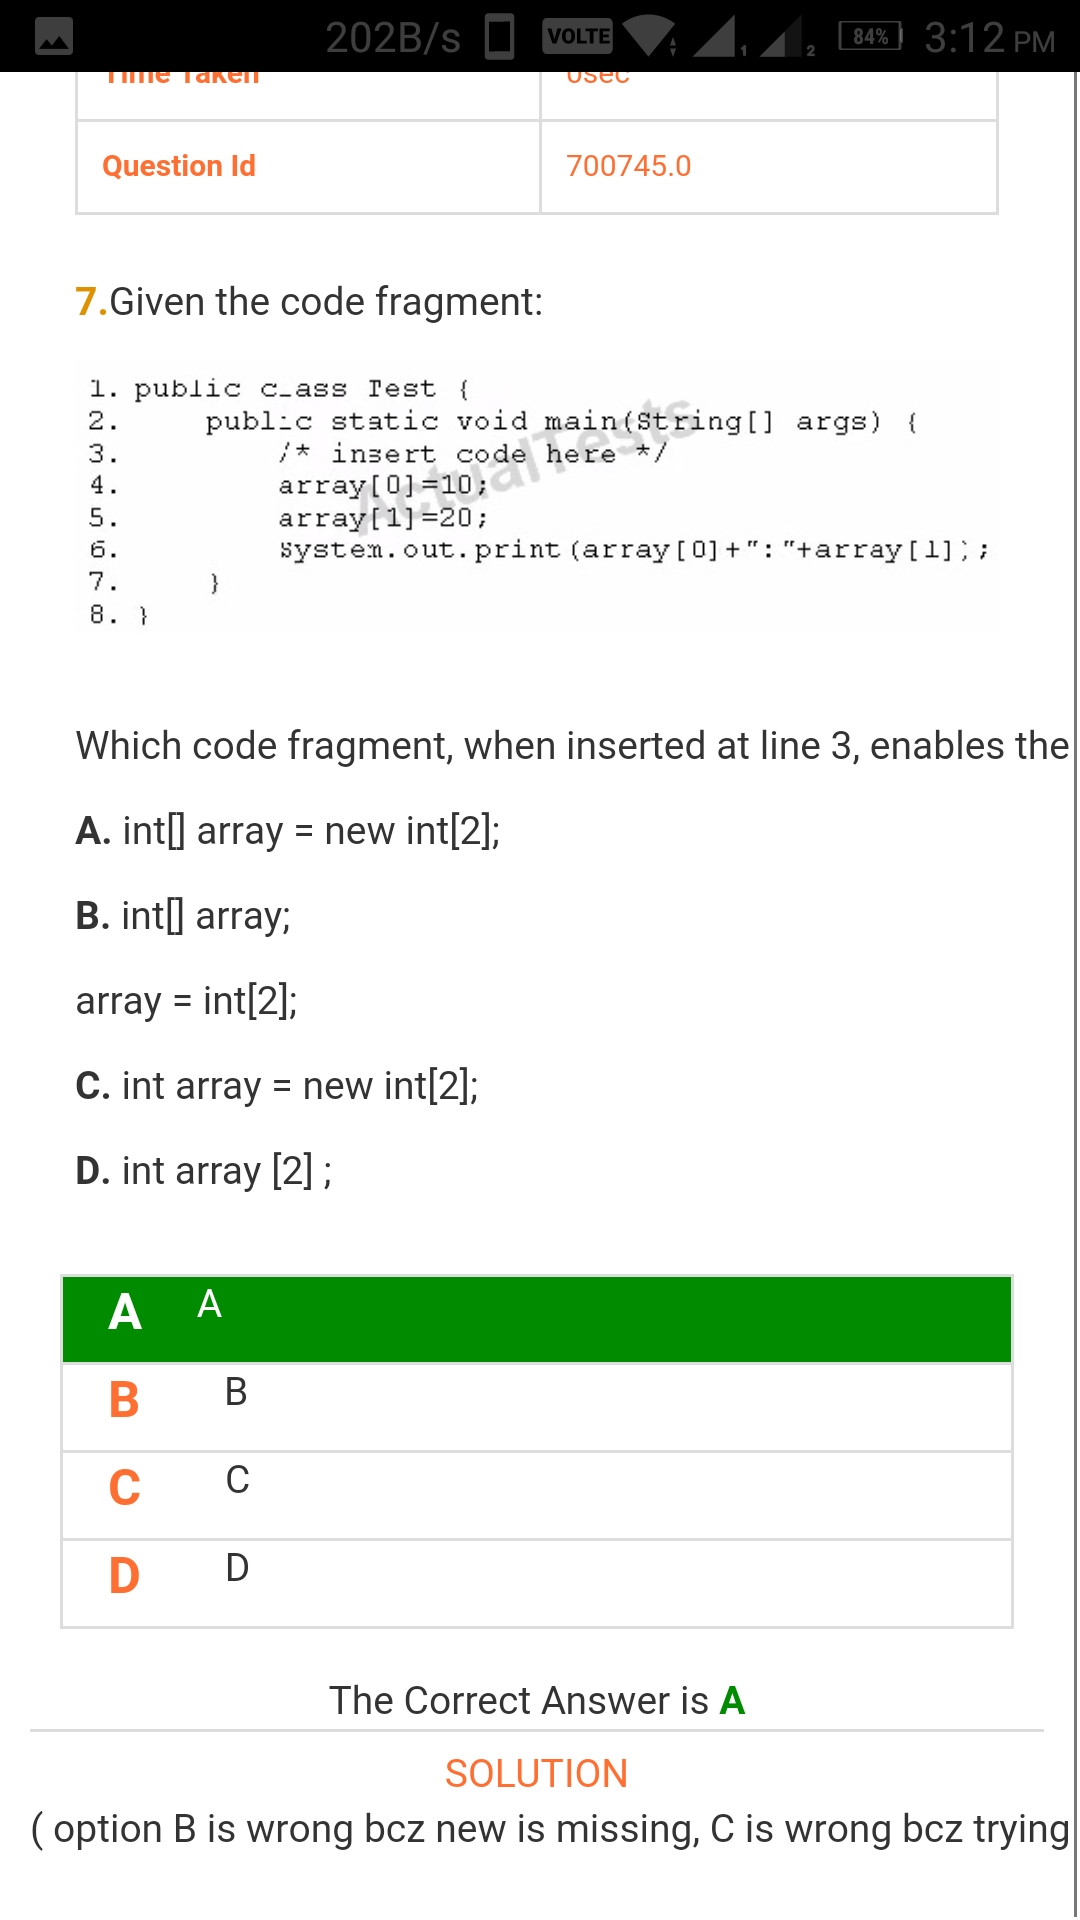 202B/s VOLTE 1 2 84% 3:12 PM
Time Taken 0sec
Question Id 700745.0
7.Given the code fragment:
1. public class Test {
2. public static void main(String[] args) {
3. /* insert code here */
4. array[0]=10;
5. array[1]=20;
6. System.out.print(array[0]+":"+array[1]);
7. }
8. }
ActualTests
Which code fragment, when inserted at line 3, enables the
A. int[] array = new int[2];
B. int[] array;
array = int[2];
C. int array = new int[2];
D. int array [2] ;
A A
B B
C C
D D
The Correct Answer is A
SOLUTION
( option B is wrong bcz new is missing, C is wrong bcz trying